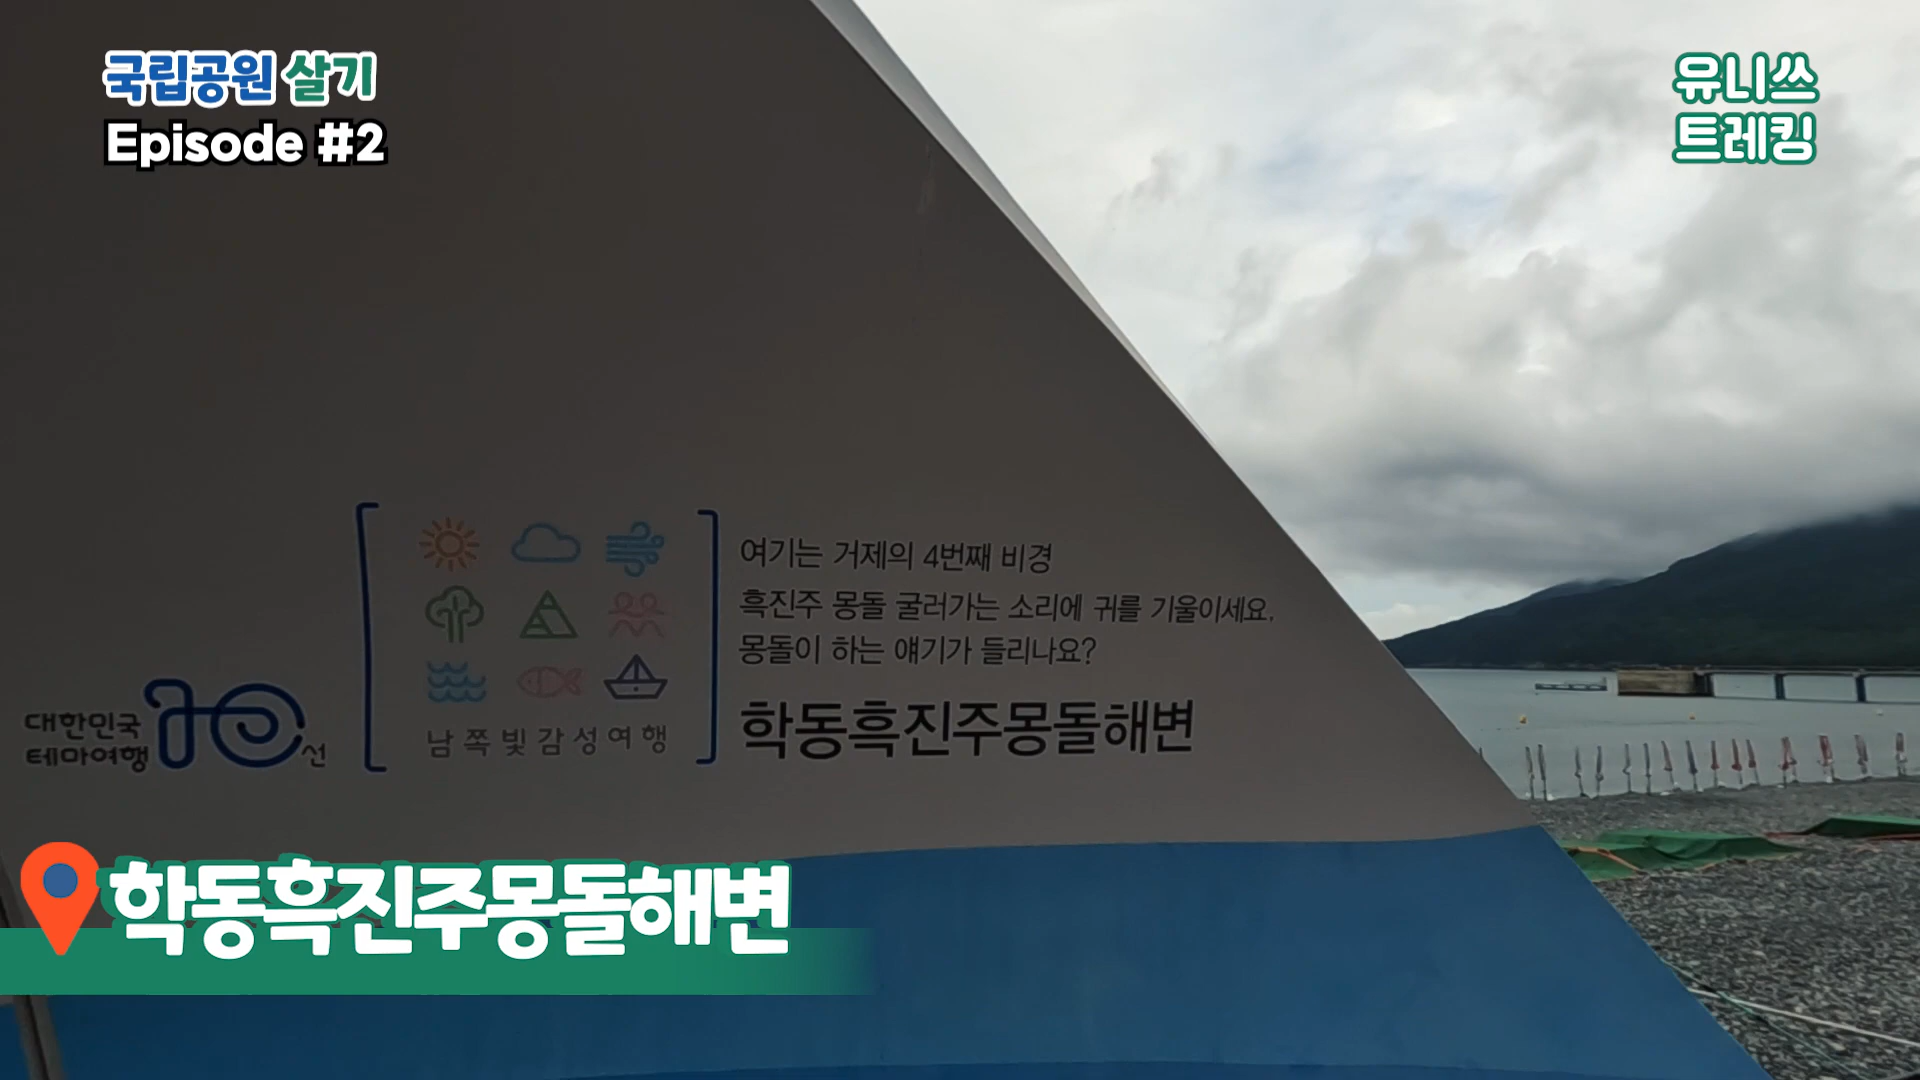 국립공원 살기
Episode #2
유니쓰
트레킹
여기는 거제의 4번째 비경
흑진주 몽돌 굴러가는 소리에 귀를 기울이세요.
몽돌이 하는 얘기가 들리나요?
학동흑진주몽돌해변
대한민국
테마여행 10선
남쪽빛감성여행
학동흑진주몽돌해변